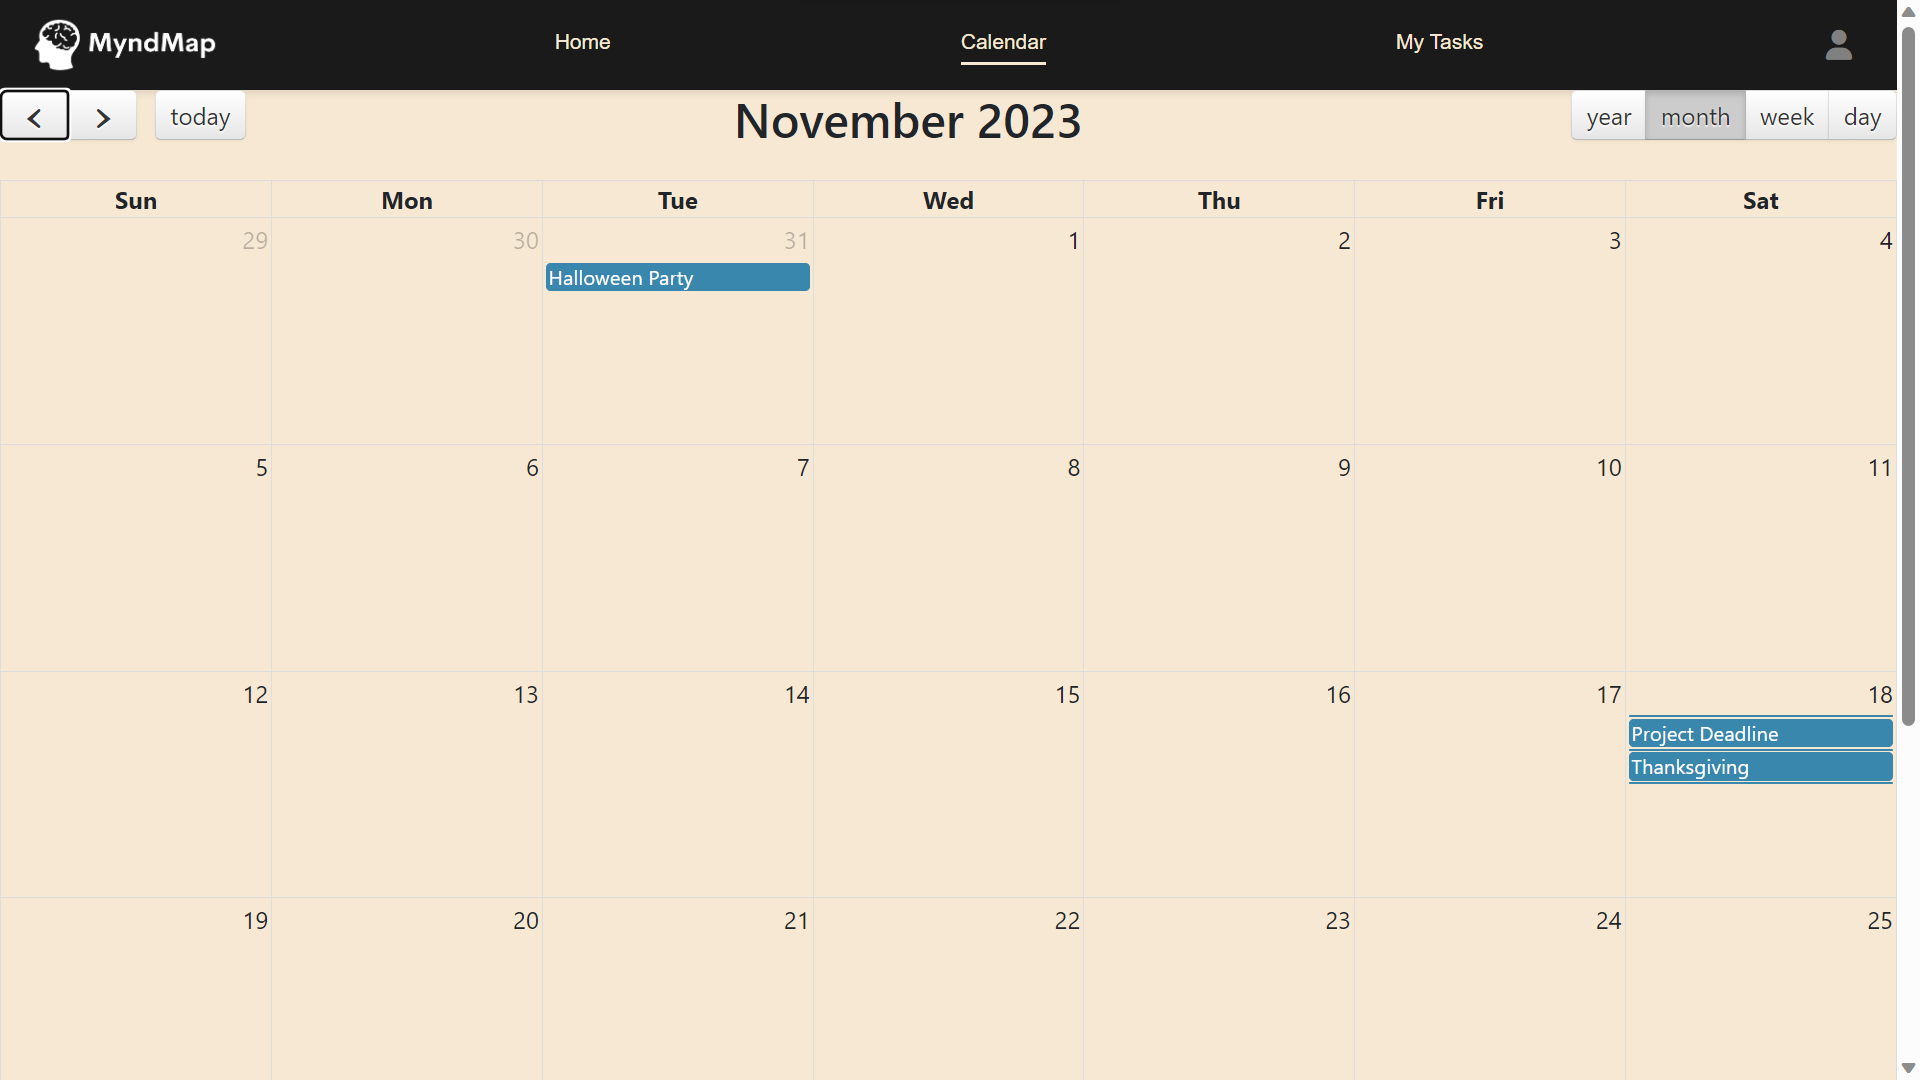 MyndMap Home Calendar My Tasks
today November 2023 year month week day
Sun Mon Tue Wed Thu Fri Sat
29 30 31 1 2 3 4
Halloween Party
5 6 7 8 9 10 11
12 13 14 15 16 17 18
Project Deadline
Thanksgiving
19 20 21 22 23 24 25